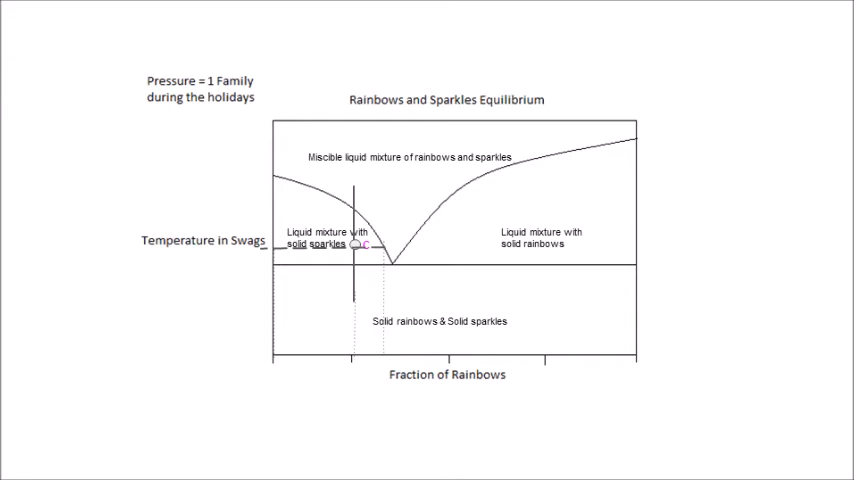 Pressure = 1 Family
during the holidays
Rainbows and Sparkles Equilibrium
Miscible liquid mixture of rainbows and sparkles
Liquid mixture with
solid sparkles
C
Liquid mixture with
solid rainbows
Temperature in Swags
Solid rainbows & Solid sparkles
Fraction of Rainbows